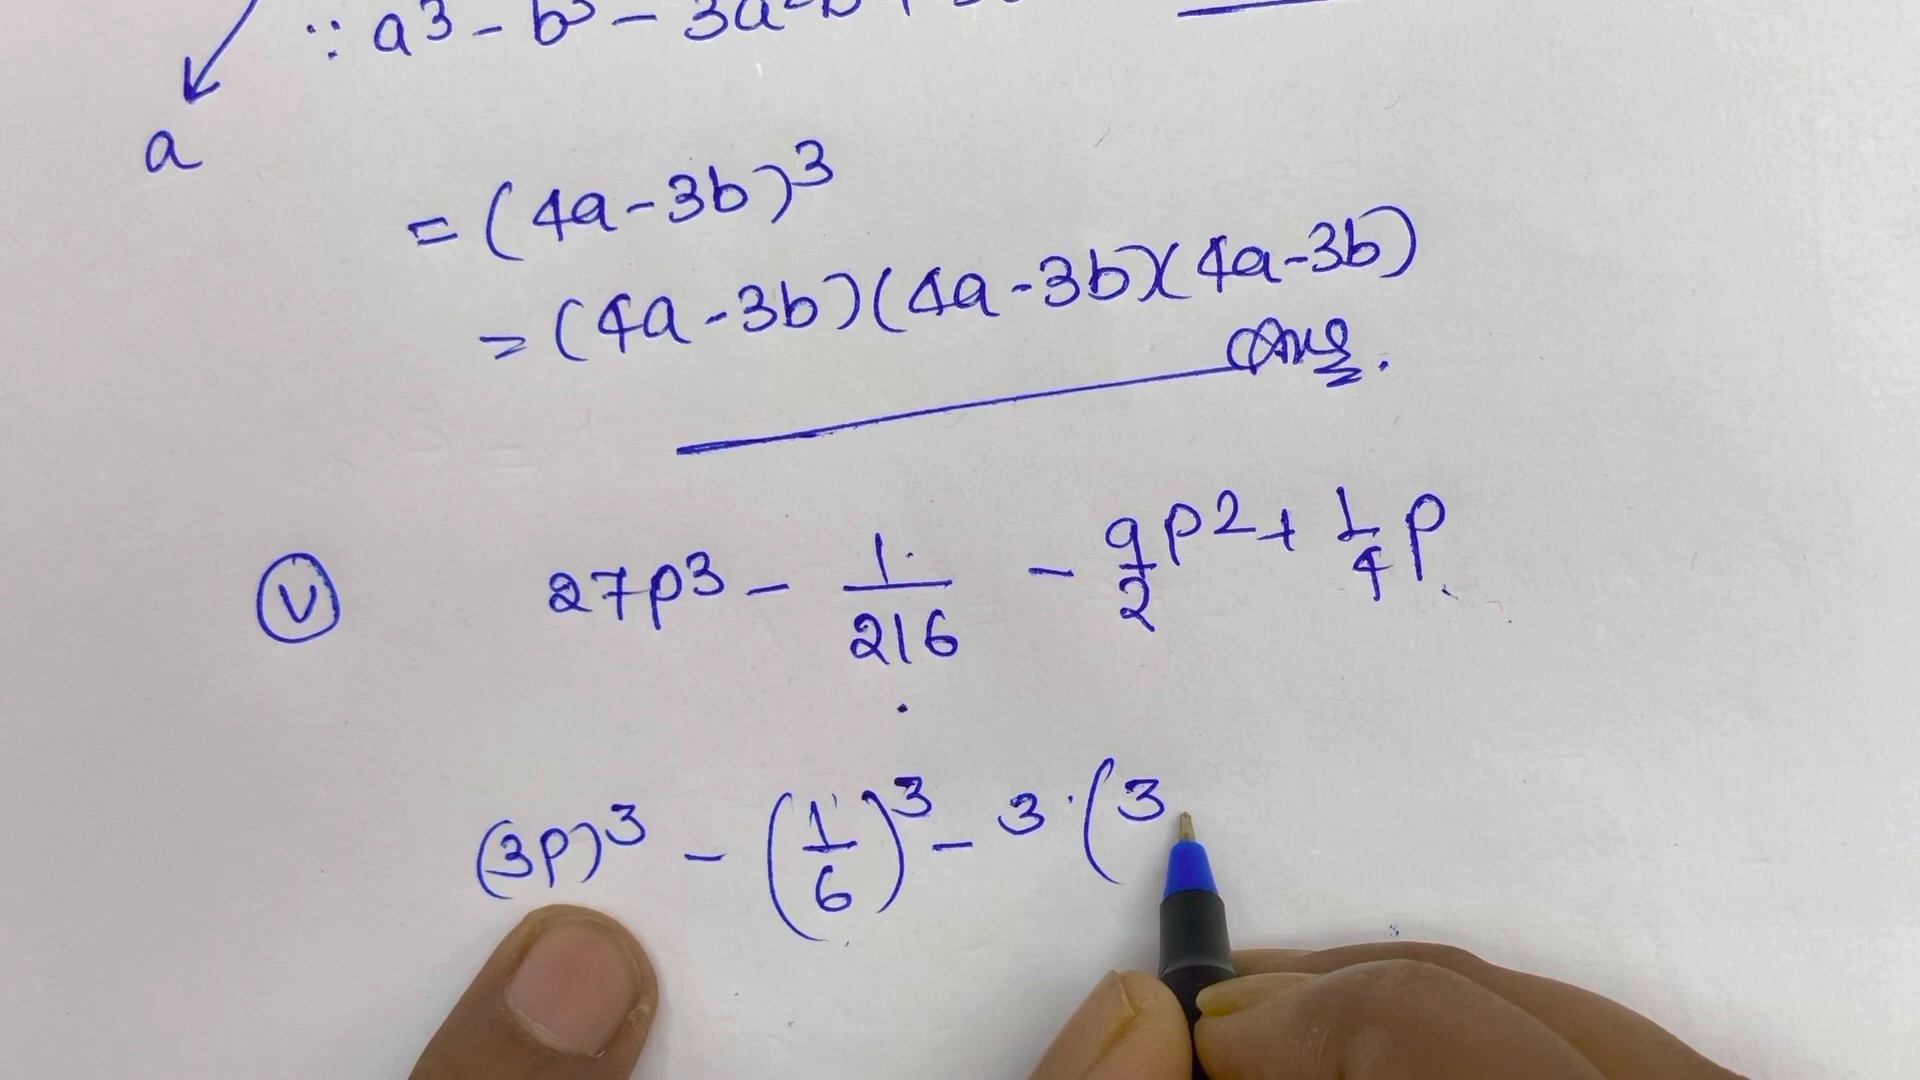 ∵ a³ - b³ - 3a²b +
a
= (4a-3b)³
= (4a-3b)(4a-3b)(4a-3b)
Ans.
(v) 27p³ - 1/216 - 9/2 p² + 1/4 p
(3p)³ - (1/6)³ - 3·(3